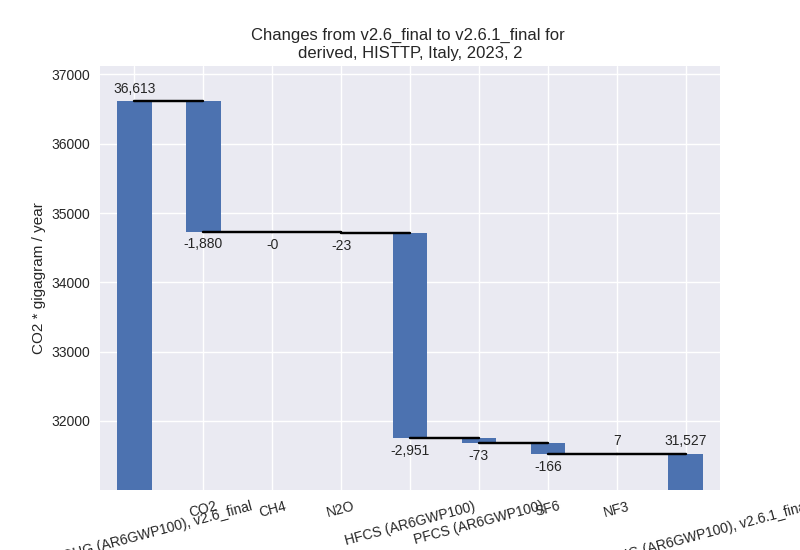 Changes from v2.6_final to v2.6.1_final for
derived, HISTTP, Italy, 2023, 2
CO2 * gigagram / year
37000
36000
35000
34000
33000
32000
36,613
-1,880
-0
-23
-2,951
-73
-166
7
31,527
(AR6GWP100), v2.6_final
CO2
CH4
N2O
HFCS (AR6GWP100)
PFCS (AR6GWP100)
SF6
NF3
(AR6GWP100), v2.6.1_final